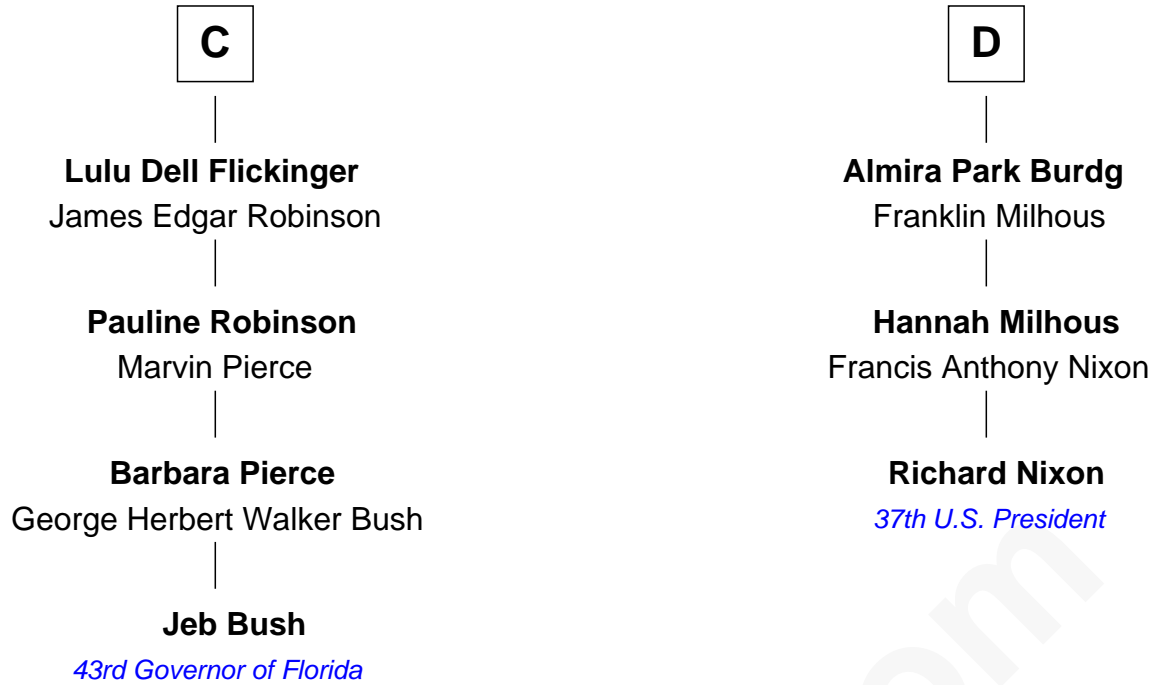 C
Lulu Dell Flickinger
James Edgar Robinson
Pauline Robinson
Marvin Pierce
Barbara Pierce
George Herbert Walker Bush
Jeb Bush
43rd Governor of Florida
D
Almira Park Burdg
Franklin Milhous
Hannah Milhous
Francis Anthony Nixon
Richard Nixon
37th U.S. President
om